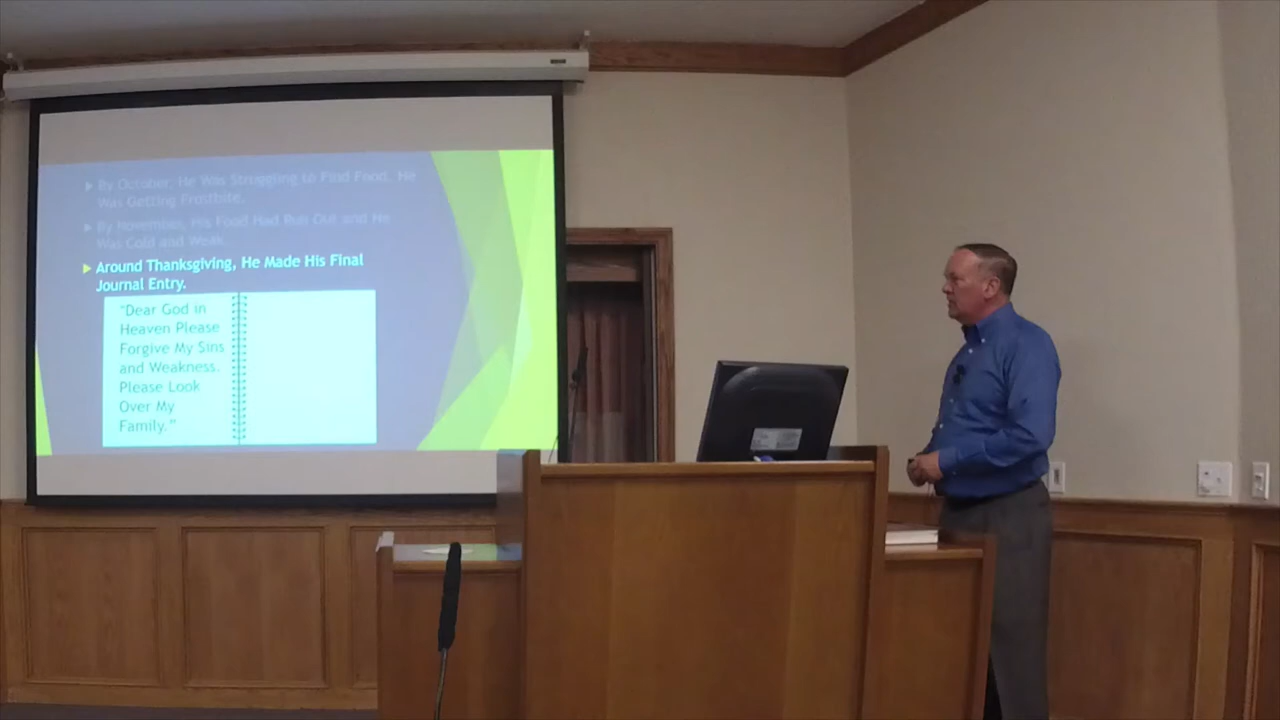 By October, He Was Struggling to Find Food. He
Was Getting Frostbite.
By November, His Food Had Run Out and He
Was Cold and Weak.
Around Thanksgiving, He Made His Final
Journal Entry.
"Dear God in
Heaven Please
Forgive My Sins
and Weakness.
Please Look
Over My
Family."